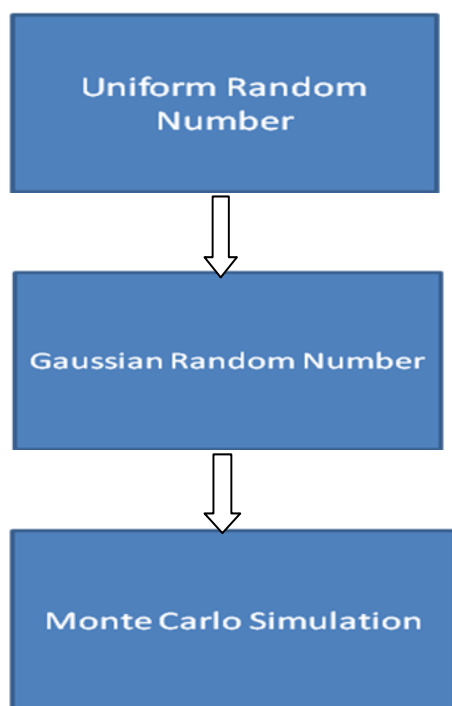 Uniform Random
Number
Gaussian Random Number
Monte Carlo Simulation